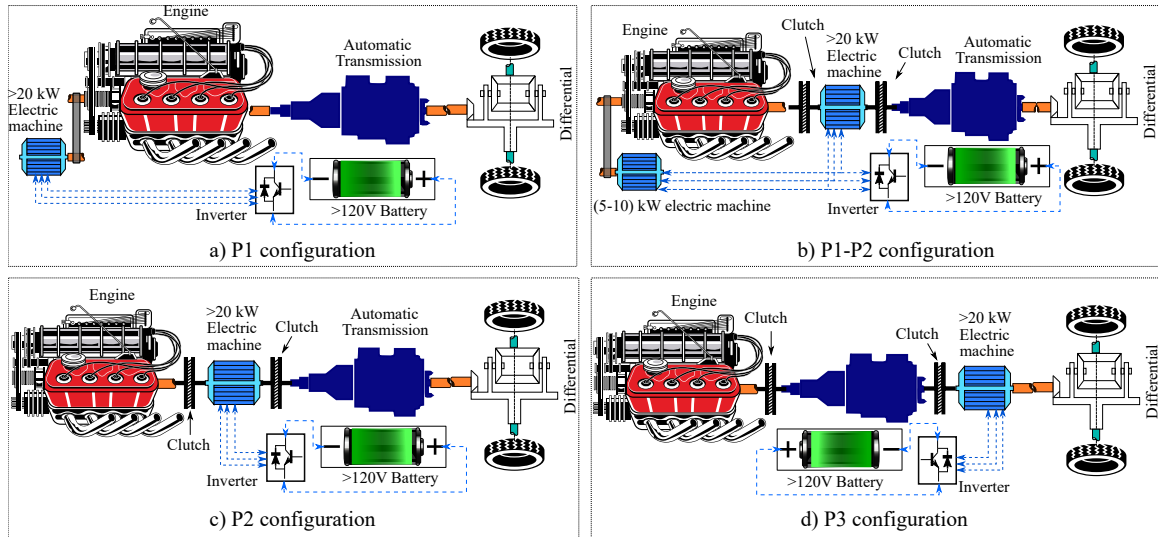 Engine
Automatic
Transmission
>20 kW
Electric
machine
Differential
− +
Inverter
>120V Battery
a) P1 configuration
Engine
Clutch
>20 kW
Electric
machine
Clutch
Automatic
Transmission
Differential
− +
(5-10) kW electric machine
Inverter
>120V Battery
b) P1-P2 configuration
Engine
>20 kW
Electric
machine
Clutch
Automatic
Transmission
Differential
Clutch
− +
Inverter
>120V Battery
c) P2 configuration
Engine
Clutch
Clutch
>20 kW
Electric
machine
Differential
+ −
>120V Battery
Inverter
d) P3 configuration